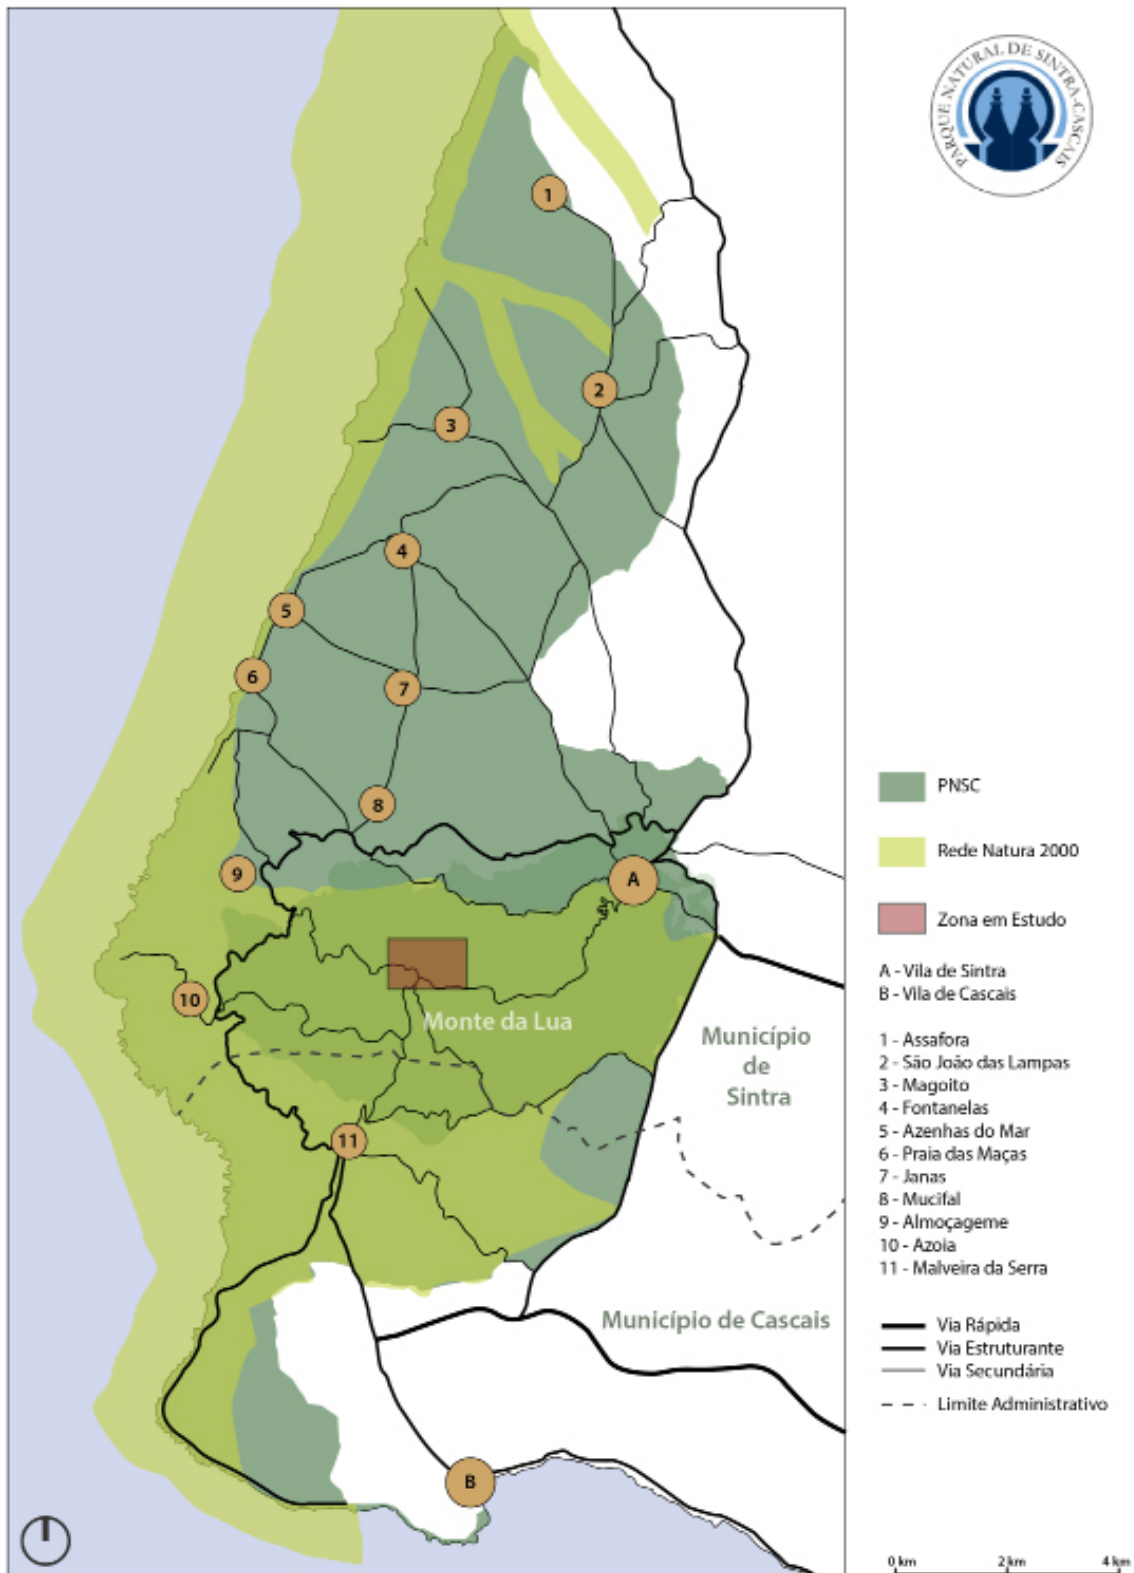 PARQUE NATURAL DE SINTRA-CASCAIS
1
2
3
4
5
6
7
8
9
A
10
11
B
Monte da Lua
Município
de
Sintra
Município de Cascais
PNSC
Rede Natura 2000
Zona em Estudo
A - Vila de Sintra
B - Vila de Cascais
1 - Assafora
2 - São João das Lampas
3 - Magoito
4 - Fontanelas
5 - Azenhas do Mar
6 - Praia das Maças
7 - Janas
8 - Mucifal
9 - Almoçageme
10 - Azoia
11 - Malveira da Serra
Via Rápida
Via Estruturante
Via Secundária
Limite Administrativo
0 km 2 km 4 km